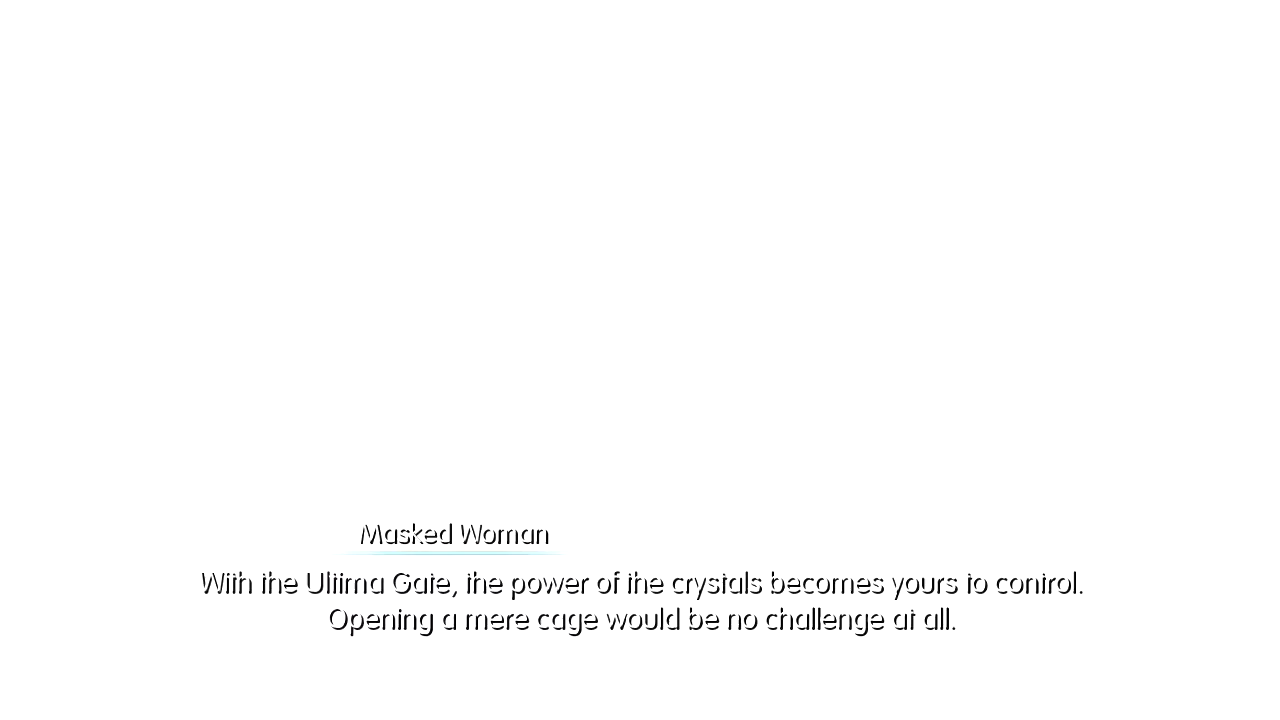 Masked Woman
With the Ultima Gate, the power of the crystals becomes yours to control.
Opening a mere cage would be no challenge at all.